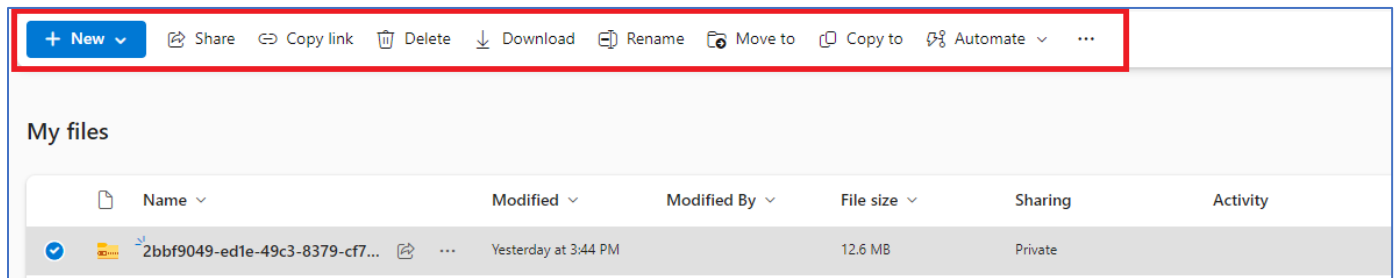 + New Share Copy link Delete Download Rename Move to Copy to Automate ...
My files
Name Modified Modified By File size Sharing Activity
2bbf9049-ed1e-49c3-8379-cf7... ... Yesterday at 3:44 PM 12.6 MB Private